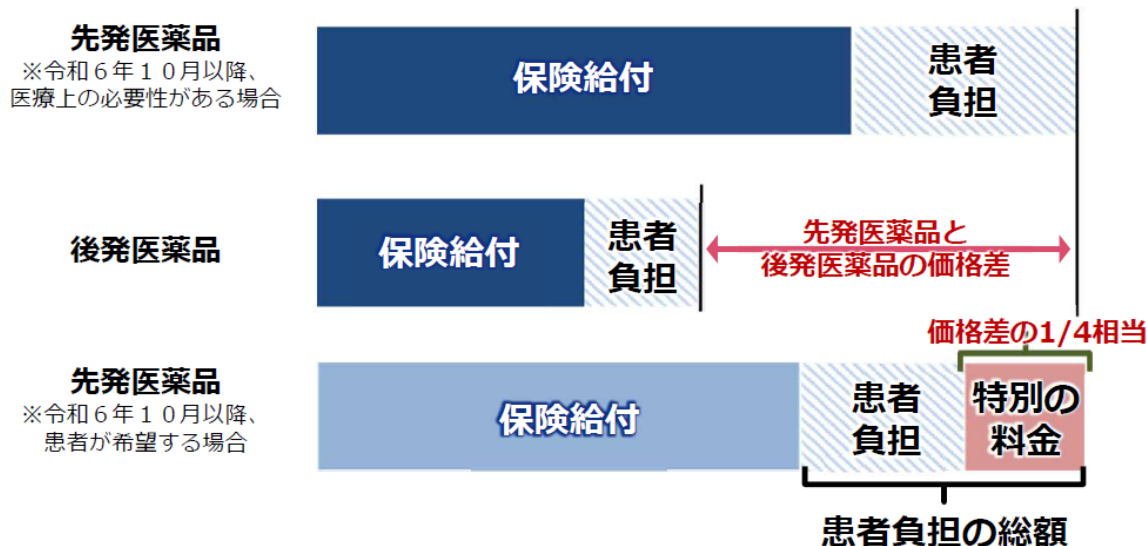 先発医薬品
※令和６年１０月以降、
医療上の必要性がある場合
保険給付
患者
負担
後発医薬品
保険給付
患者
負担
先発医薬品と
後発医薬品の価格差
価格差の1/4相当
先発医薬品
※令和６年１０月以降、
患者が希望する場合
保険給付
患者
負担
特別の
料金
患者負担の総額